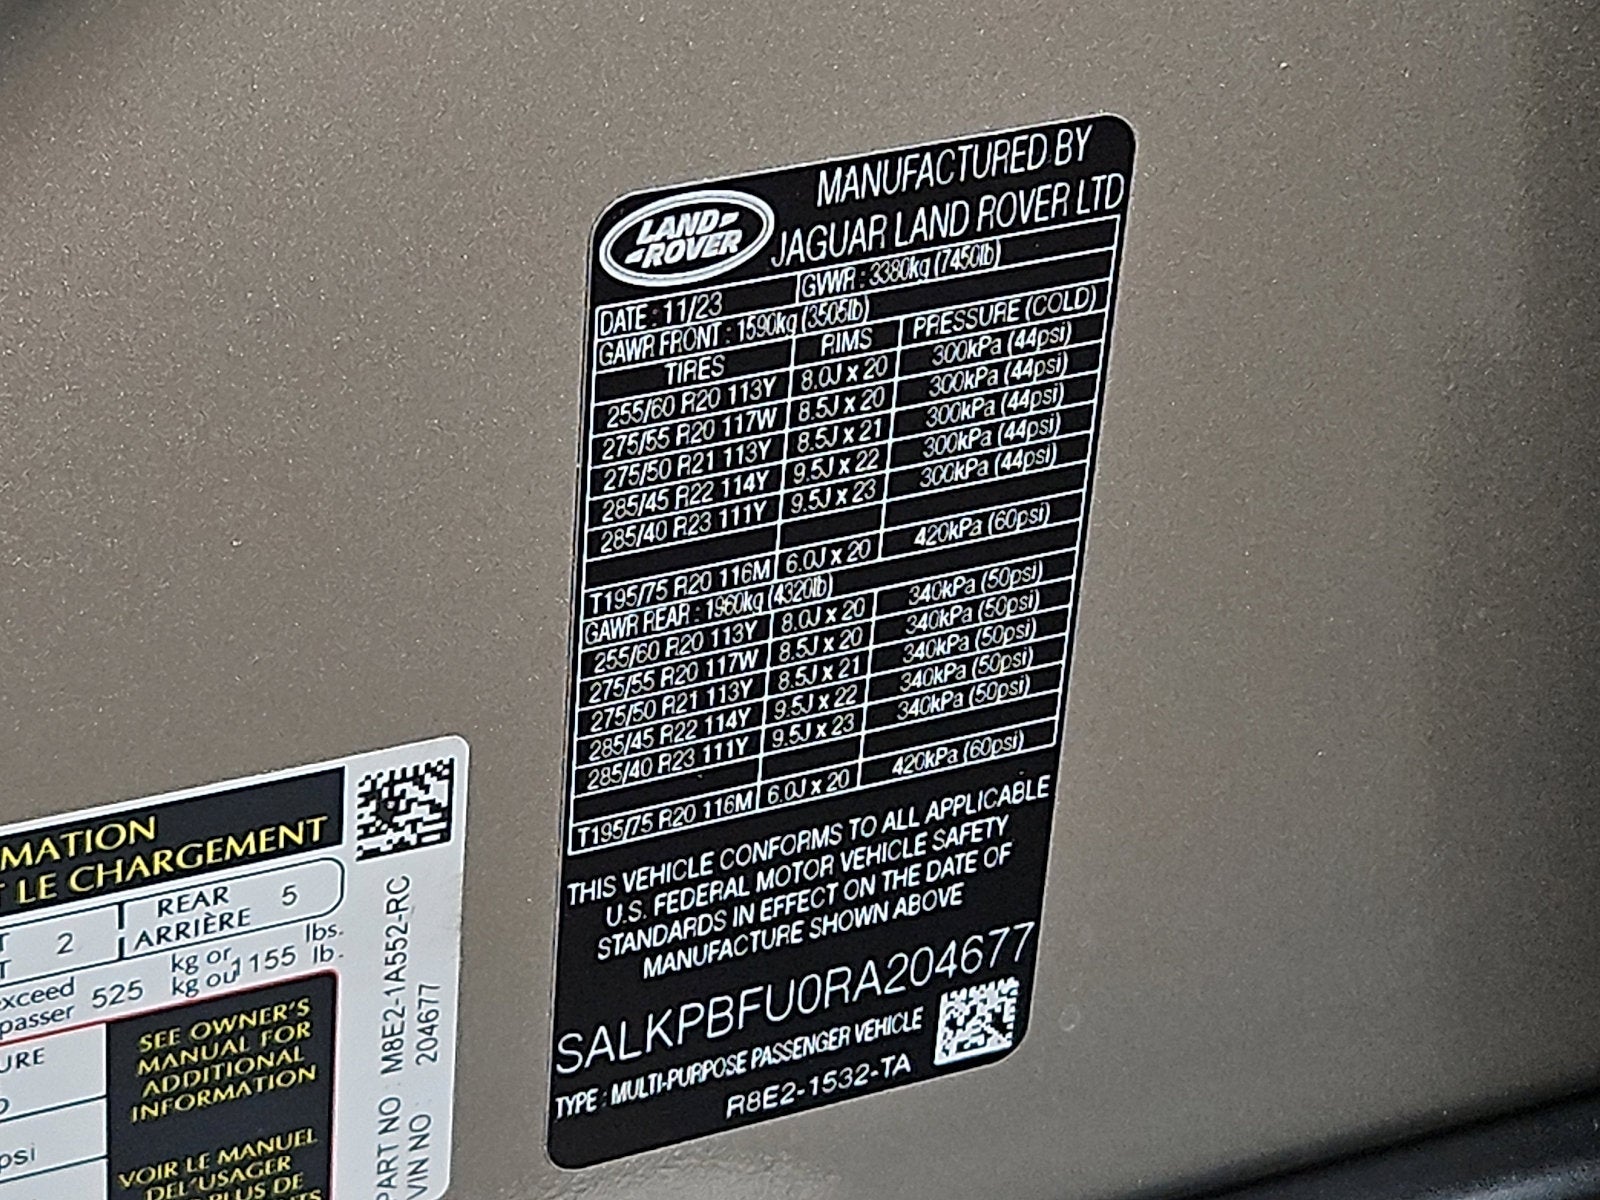 LAND-
-ROVER
MANUFACTURED BY
JAGUAR LAND ROVER LTD
DATE : 11/23 GVWR : 3380kg (7450lb)
GAWR FRONT : 1590kg (3505lb)
TIRES RIMS PRESSURE (COLD)
255/60 R20 113Y 8.0J x 20 300kPa (44psi)
275/55 R20 117W 8.5J x 20 300kPa (44psi)
275/50 R21 113Y 8.5J x 21 300kPa (44psi)
285/45 R22 114Y 9.5J x 22 300kPa (44psi)
285/40 R23 111Y 9.5J x 23 300kPa (44psi)
T195/75 R20 116M 6.0J x 20 420kPa (60psi)
GAWR REAR : 1960kg (4320lb)
255/60 R20 113Y 8.0J x 20 340kPa (50psi)
275/55 R20 117W 8.5J x 20 340kPa (50psi)
275/50 R21 113Y 8.5J x 21 340kPa (50psi)
285/45 R22 114Y 9.5J x 22 340kPa (50psi)
285/40 R23 111Y 9.5J x 23 340kPa (50psi)
T195/75 R20 116M 6.0J x 20 420kPa (60psi)
THIS VEHICLE CONFORMS TO ALL APPLICABLE
U.S. FEDERAL MOTOR VEHICLE SAFETY
STANDARDS IN EFFECT ON THE DATE OF
MANUFACTURE SHOWN ABOVE
SALKPBFU0RA204677
TYPE : MULTI-PURPOSE PASSENGER VEHICLE
R8E2-1532-TA
MATION
T LE CHARGEMENT
T 2 REAR 5
T ARRIÈRE
xceed 525 kg or 1155 lbs.
passer kg ou lb.
URE
psi
SEE OWNER'S
MANUAL FOR
ADDITIONAL
INFORMATION
VOIR LE MANUEL
DEL'USAGER
PLUS DE
PART NO : M8E2-1A552-RC
VIN NO : 204677